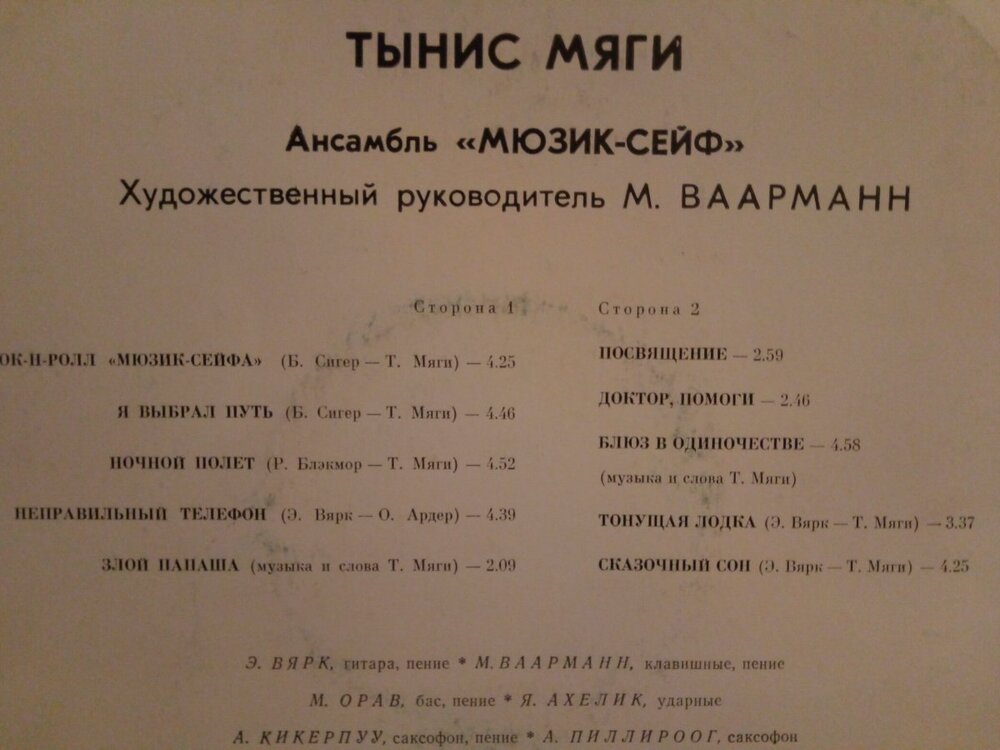 ТЫНИС МЯГИ
Ансамбль «МЮЗИК-СЕЙФ»
Художественный руководитель М. ВААРМАНН
Сторона 1
ОК-Н-РОЛЛ «МЮЗИК-СЕЙФА» (Б. Сигер — Т. Мяги) — 4.25
Я ВЫБРАЛ ПУТЬ (Б. Сигер — Т. Мяги) — 4.46
НОЧНОЙ ПОЛЕТ (Р. Блэкмор — Т. Мяги) — 4.52
НЕПРАВИЛЬНЫЙ ТЕЛЕФОН (Э. Вярк — О. Ардер) — 4.39
ЗЛОЙ ПАПАША (музыка и слова Т. Мяги) — 2.09
Сторона 2
ПОСВЯЩЕНИЕ — 2.59
ДОКТОР, ПОМОГИ — 2.46
БЛЮЗ В ОДИНОЧЕСТВЕ — 4.58
(музыка и слова Т. Мяги)
ТОНУЩАЯ ЛОДКА (Э. Вярк — Т. Мяги) — 3.37
СКАЗОЧНЫЙ СОН (Э. Вярк — Т. Мяги) — 4.25
Э. ВЯРК, гитара, пение * М. ВААРМАНН, клавишные, пение
М. ОРАВ, бас, пение * Я. АХЕЛИК, ударные
А. КИКЕРПУУ, саксофон, пение * А. ПИЛЛИРООГ, саксофон